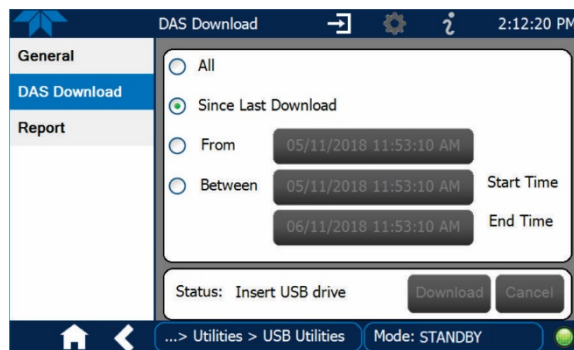 DAS Download 2:12:20 PM
General
DAS Download
Report
All
Since Last Download
From 05/11/2018 11:53:10 AM
Between 05/11/2018 11:53:10 AM Start Time
06/11/2018 11:53:10 AM End Time
Status: Insert USB drive Download Cancel
...> Utilities > USB Utilities Mode: STANDBY